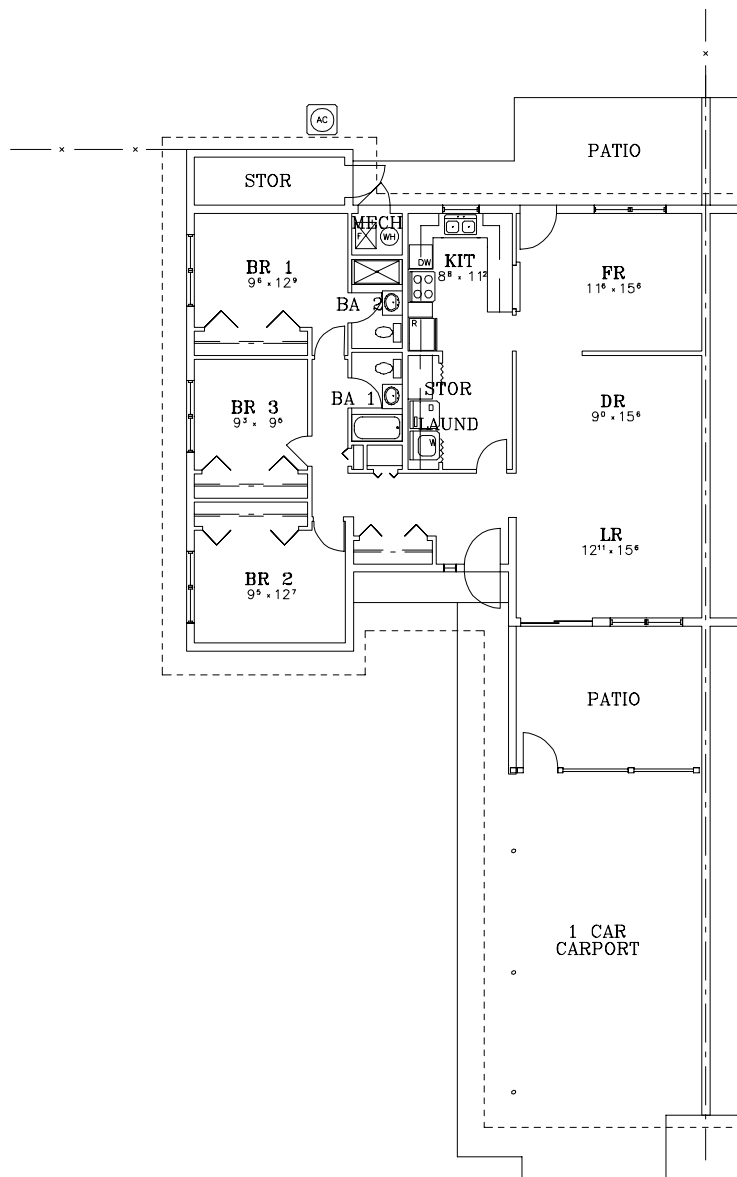 AC
PATIO
STOR
MECH
F
WH
BR 1
9⁶ × 12⁹
KIT
8⁸ × 11²
DW
FR
11⁶ × 15⁶
BA 2
R
BA 1
BR 3
9³ × 9⁸
STOR
D
LAUND
W
DR
9⁰ × 15⁶
LR
12¹¹ × 15⁶
BR 2
9⁵ × 12⁷
PATIO
1 CAR
CARPORT